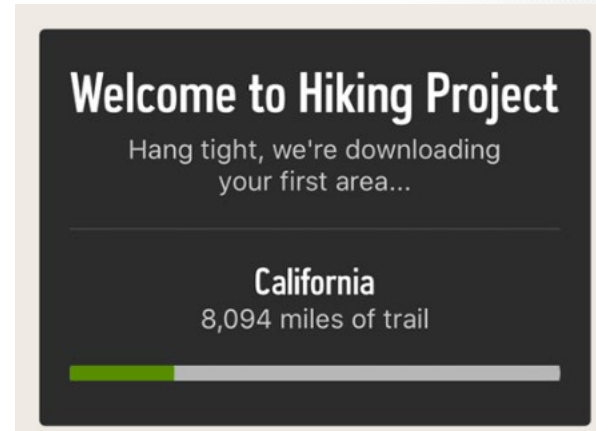 Welcome to Hiking Project
Hang tight, we're downloading
your first area...
California
8,094 miles of trail